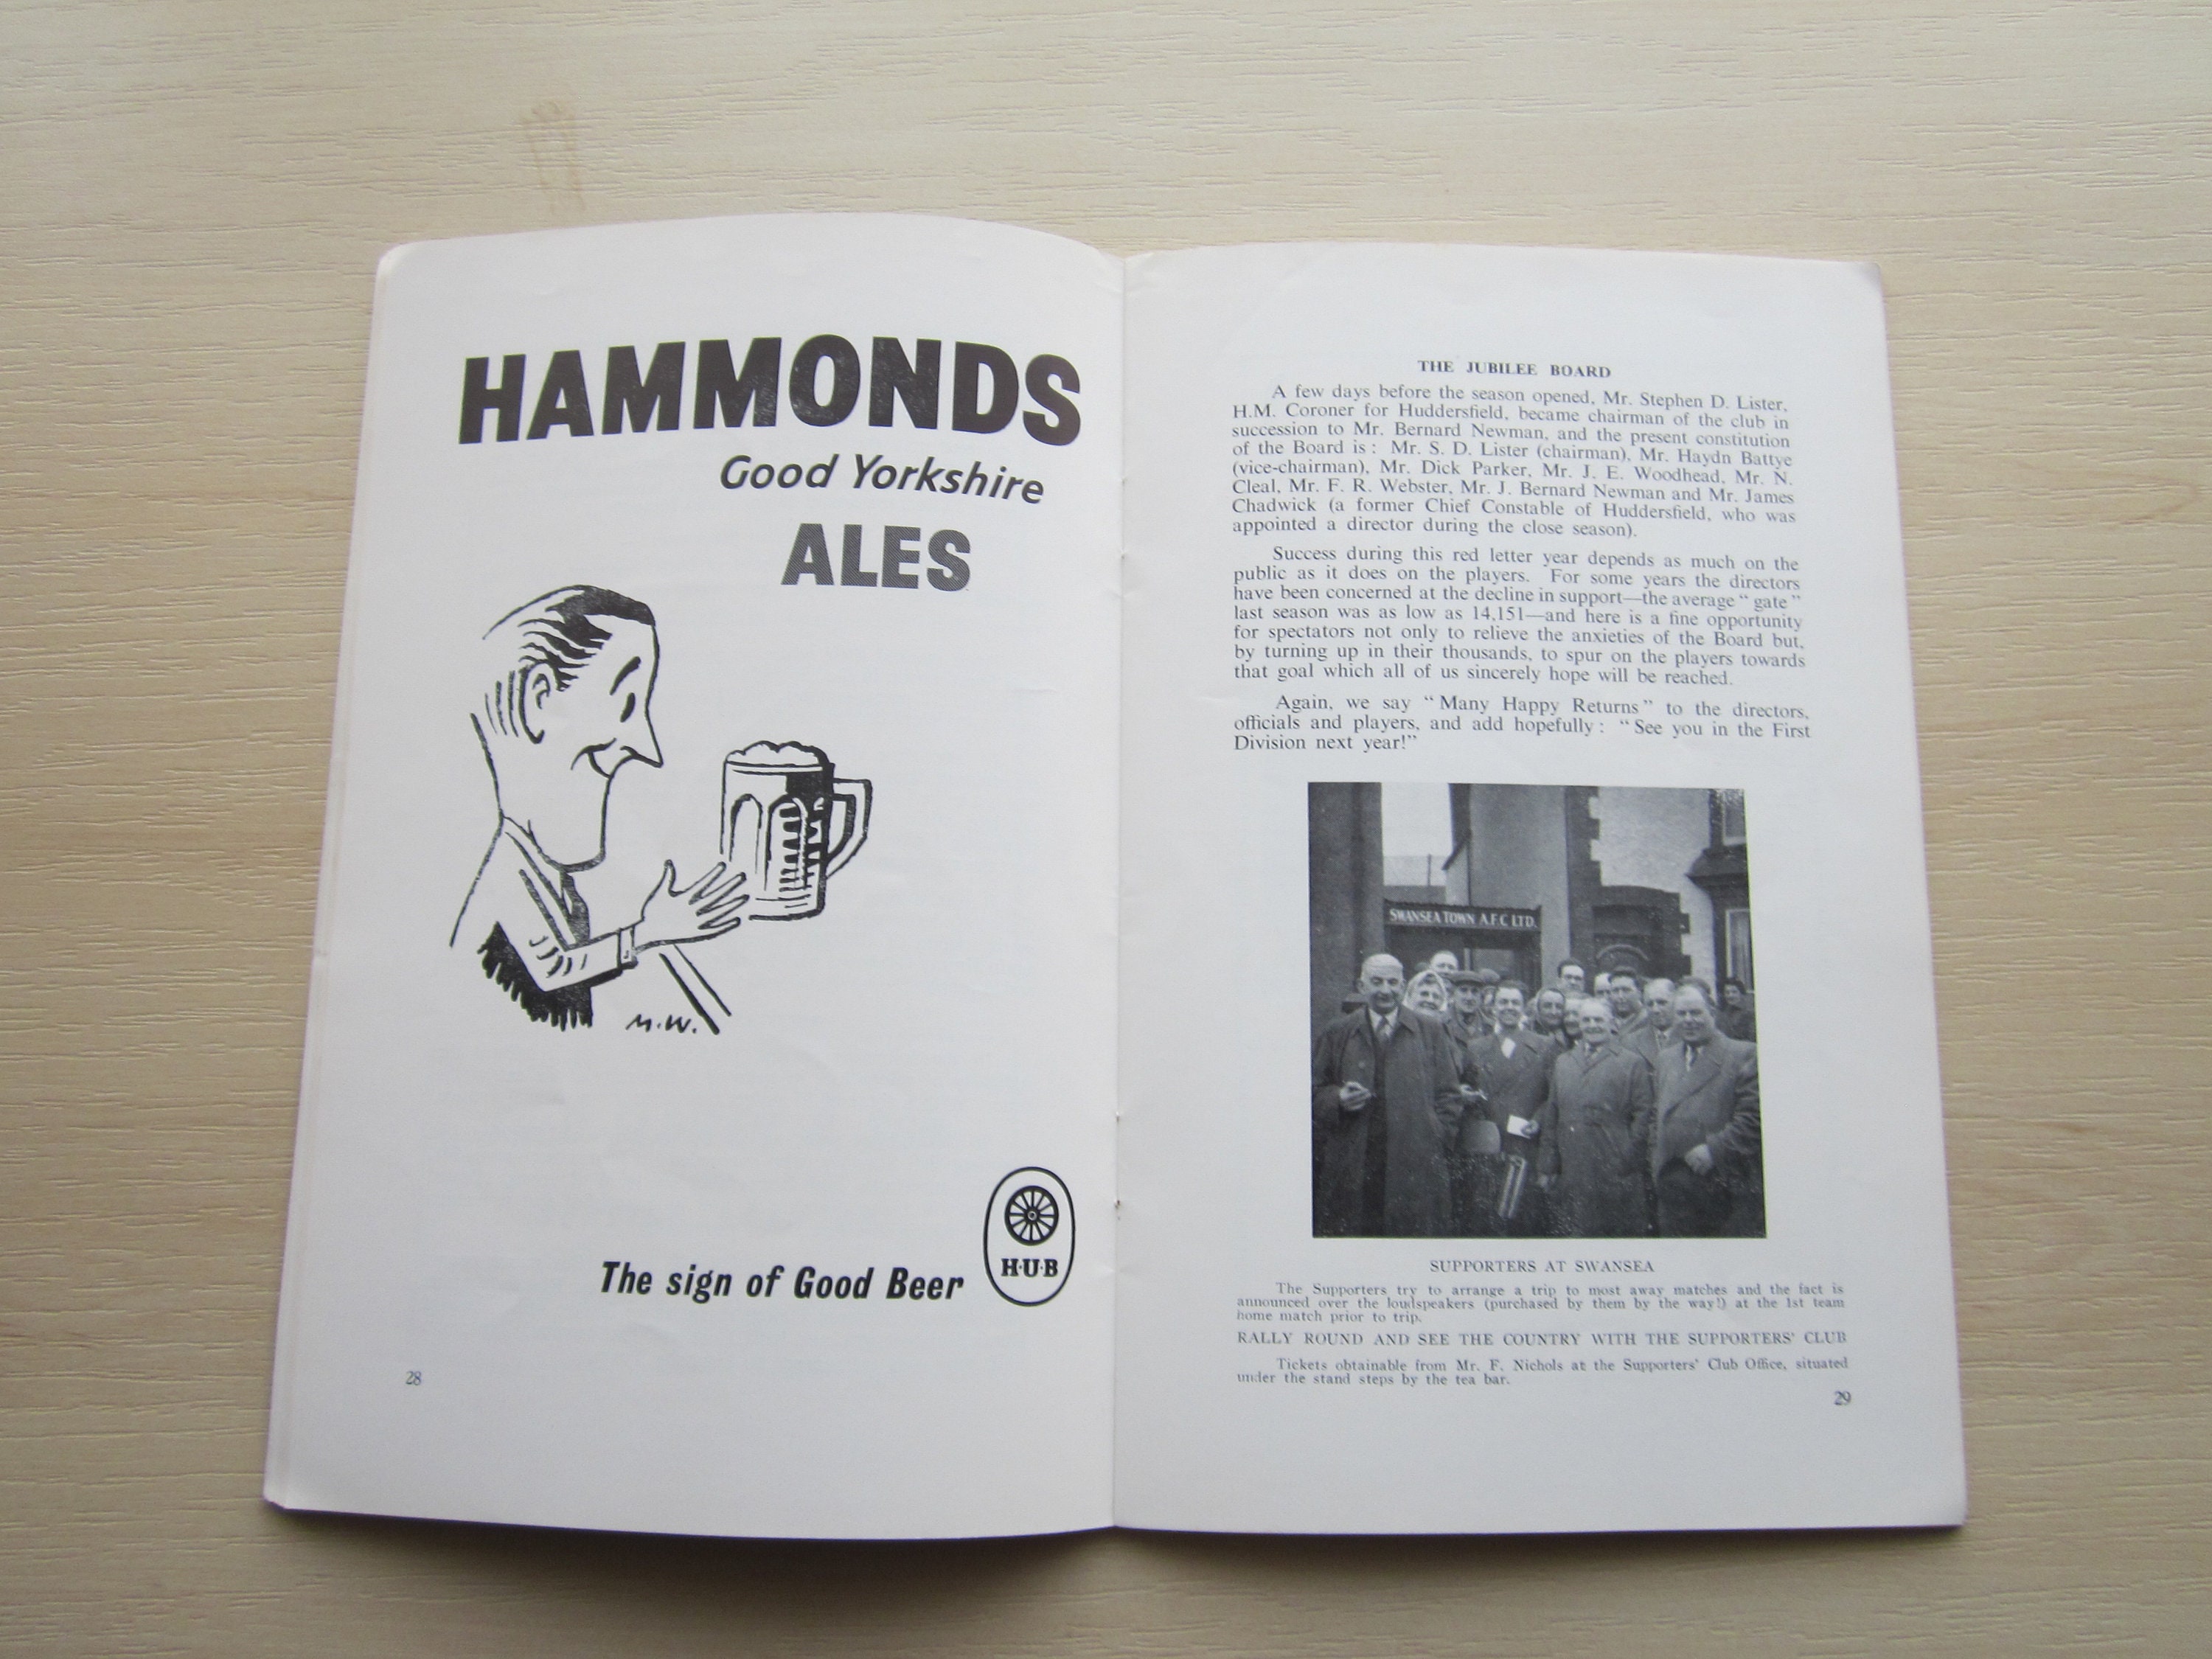 HAMMONDS
Good Yorkshire
ALES
M.W.
The sign of Good Beer
H·U·B
28
THE JUBILEE BOARD
A few days before the season opened, Mr. Stephen D. Lister,
H.M. Coroner for Huddersfield, became chairman of the club in
succession to Mr. Bernard Newman, and the present constitution
of the Board is : Mr. S. D. Lister (chairman), Mr. Haydn Battye
(vice-chairman), Mr. Dick Parker, Mr. J. E. Woodhead, Mr. N.
Cleal, Mr. F. R. Webster, Mr. J. Bernard Newman and Mr. James
Chadwick (a former Chief Constable of Huddersfield, who was
appointed a director during the close season).
Success during this red letter year depends as much on the
public as it does on the players. For some years the directors
have been concerned at the decline in support—the average “ gate ”
last season was as low as 14,151—and here is a fine opportunity
for spectators not only to relieve the anxieties of the Board but,
by turning up in their thousands, to spur on the players towards
that goal which all of us sincerely hope will be reached.
Again, we say “ Many Happy Returns ” to the directors,
officials and players, and add hopefully : “ See you in the First
Division next year!”
SWANSEA TOWN A.F.C LTD.
SUPPORTERS AT SWANSEA
The Supporters try to arrange a trip to most away matches and the fact is
announced over the loudspeakers (purchased by them by the way!) at the 1st team
home match prior to trip.
RALLY ROUND AND SEE THE COUNTRY WITH THE SUPPORTERS’ CLUB
Tickets obtainable from Mr. F. Nichols at the Supporters’ Club Office, situated
under the stand steps by the tea bar.
29